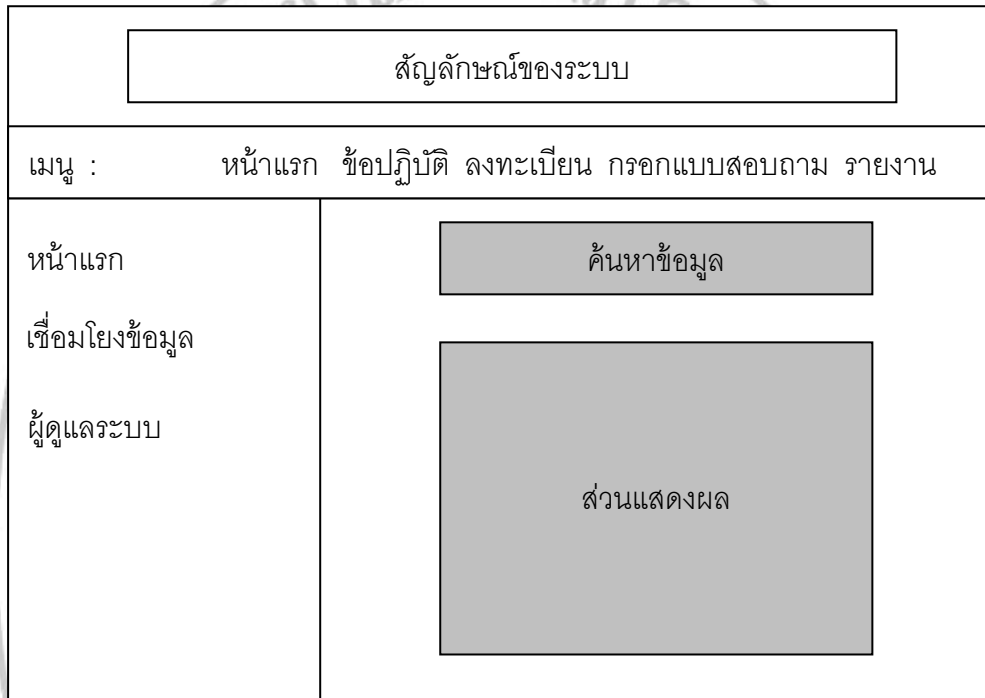 สัญลักษณ์ของระบบ
เมนู : หน้าแรก ข้อปฏิบัติ ลงทะเบียน กรอกแบบสอบถาม รายงาน
หน้าแรก
เชื่อมโยงข้อมูล
ผู้ดูแลระบบ
ค้นหาข้อมูล
ส่วนแสดงผล